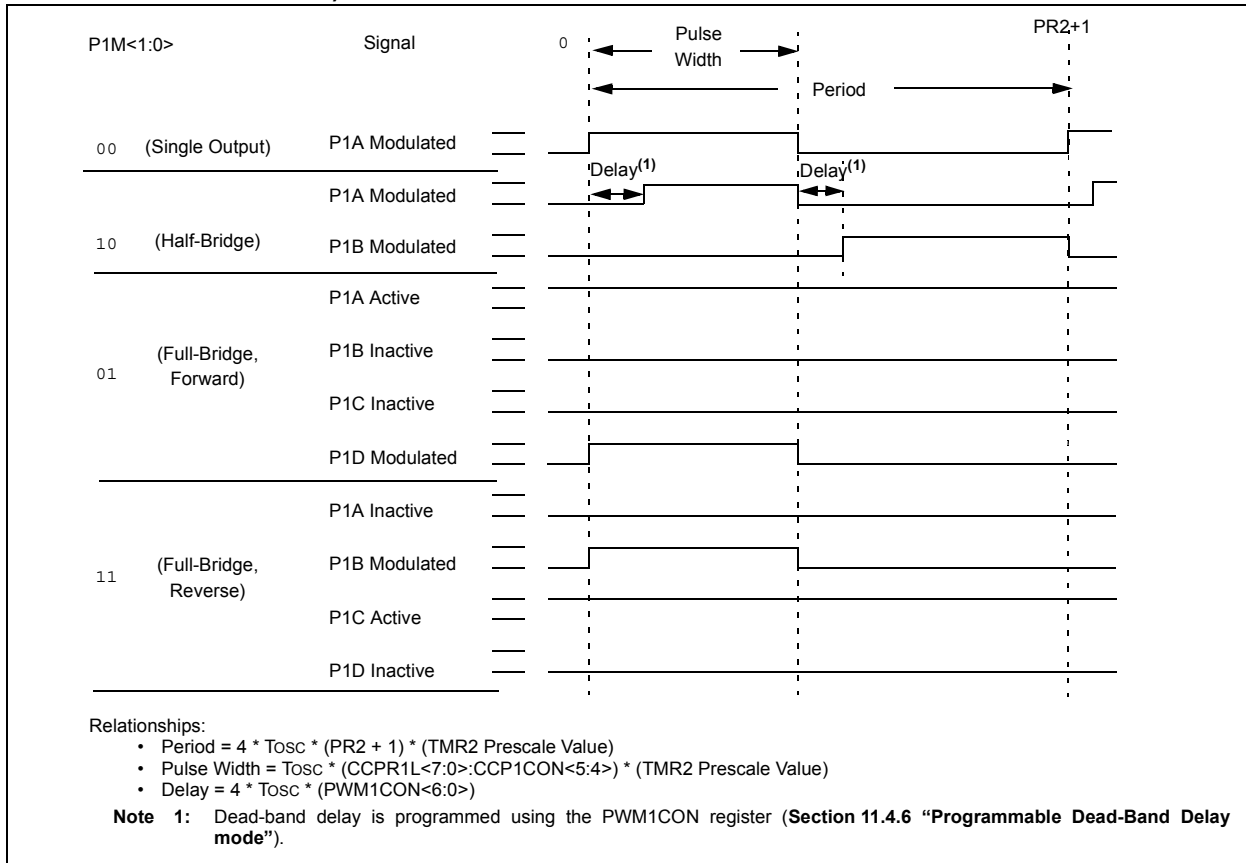 P1M<1:0> Signal 0 Pulse Width PR2+1
Period
00 (Single Output) P1A Modulated
Delay(1) Delay(1)
P1A Modulated
10 (Half-Bridge) P1B Modulated
P1A Active
01 (Full-Bridge, Forward) P1B Inactive
P1C Inactive
P1D Modulated
P1A Inactive
11 (Full-Bridge, Reverse) P1B Modulated
P1C Active
P1D Inactive
Relationships:
• Period = 4 * TOSC * (PR2 + 1) * (TMR2 Prescale Value)
• Pulse Width = TOSC * (CCPR1L<7:0>:CCP1CON<5:4>) * (TMR2 Prescale Value)
• Delay = 4 * TOSC * (PWM1CON<6:0>)
Note 1: Dead-band delay is programmed using the PWM1CON register (Section 11.4.6 “Programmable Dead-Band Delay
mode”).